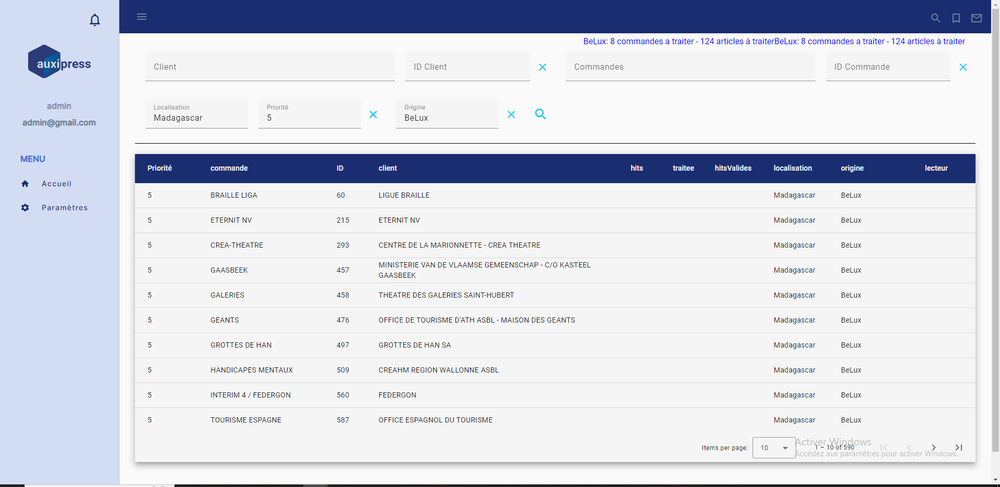 auxipress
admin
admin@gmail.com
MENU
Accueil
Paramètres
BeLux: 8 commandes a traiter - 124 articles à traiterBeLux: 8 commandes a traiter - 124 articles à traiter
Client ID Client Commandes ID Commande
Localisation Priorité Origine
Madagascar 5 BeLux
Priorité commande ID client hits traitee hitsValides localisation origine lecteur
5 BRAILLE LIGA 60 LIGUE BRAILLE Madagascar BeLux
5 ETERNIT NV 215 ETERNIT NV Madagascar BeLux
5 CREA-THEATRE 293 CENTRE DE LA MARIONNETTE - CREA THEATRE Madagascar BeLux
5 GAASBEEK 457 MINISTERIE VAN DE VLAAMSE GEMEENSCHAP - C/O KASTEEL
GAASBEEK Madagascar BeLux
5 GALERIES 458 THEATRE DES GALERIES SAINT-HUBERT Madagascar BeLux
5 GEANTS 476 OFFICE DE TOURISME D'ATH ASBL - MAISON DES GEANTS Madagascar BeLux
5 GROTTES DE HAN 497 GROTTES DE HAN SA Madagascar BeLux
5 HANDICAPES MENTAUX 509 CREAHM REGION WALLONNE ASBL Madagascar BeLux
5 INTERIM 4 / FEDERGON 560 FEDERGON Madagascar BeLux
5 TOURISME ESPAGNE 587 OFFICE ESPAGNOL DU TOURISME Madagascar BeLux
Items per page: 10 1 – 10 of 590
Activer Windows
Accédez aux paramètres pour activer Windows.